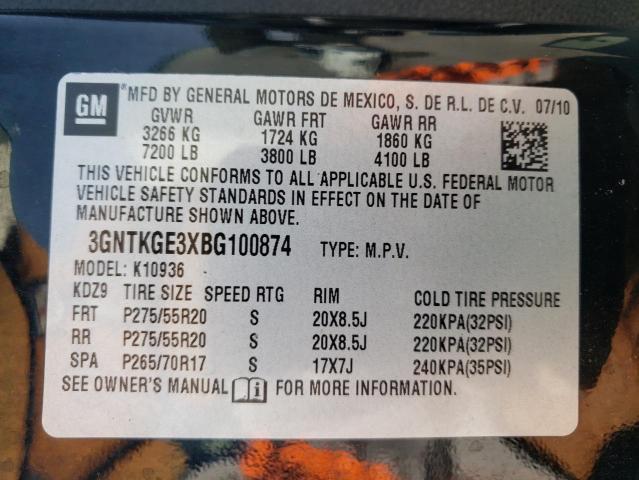 GM ® MFD BY GENERAL MOTORS DE MEXICO, S. DE R.L. DE C.V. 07/10
GVWR GAWR FRT GAWR RR
3266 KG 1724 KG 1860 KG
7200 LB 3800 LB 4100 LB
THIS VEHICLE CONFORMS TO ALL APPLICABLE U.S. FEDERAL MOTOR
VEHICLE SAFETY STANDARDS IN EFFECT ON THE DATE OF
MANUFACTURE SHOWN ABOVE.
3GNTKGE3XBG100874 TYPE: M.P.V.
MODEL: K10936
KDZ9 TIRE SIZE SPEED RTG RIM COLD TIRE PRESSURE
FRT P275/55R20 S 20X8.5J 220KPA(32PSI)
RR P275/55R20 S 20X8.5J 220KPA(32PSI)
SPA P265/70R17 S 17X7J 240KPA(35PSI)
SEE OWNER'S MANUAL i FOR MORE INFORMATION.